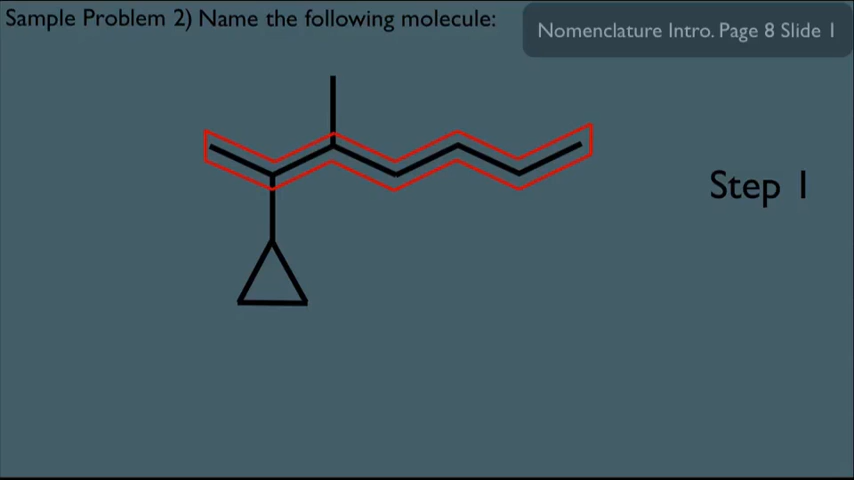 Sample Problem 2) Name the following molecule:
Nomenclature Intro. Page 8 Slide 1
Step 1